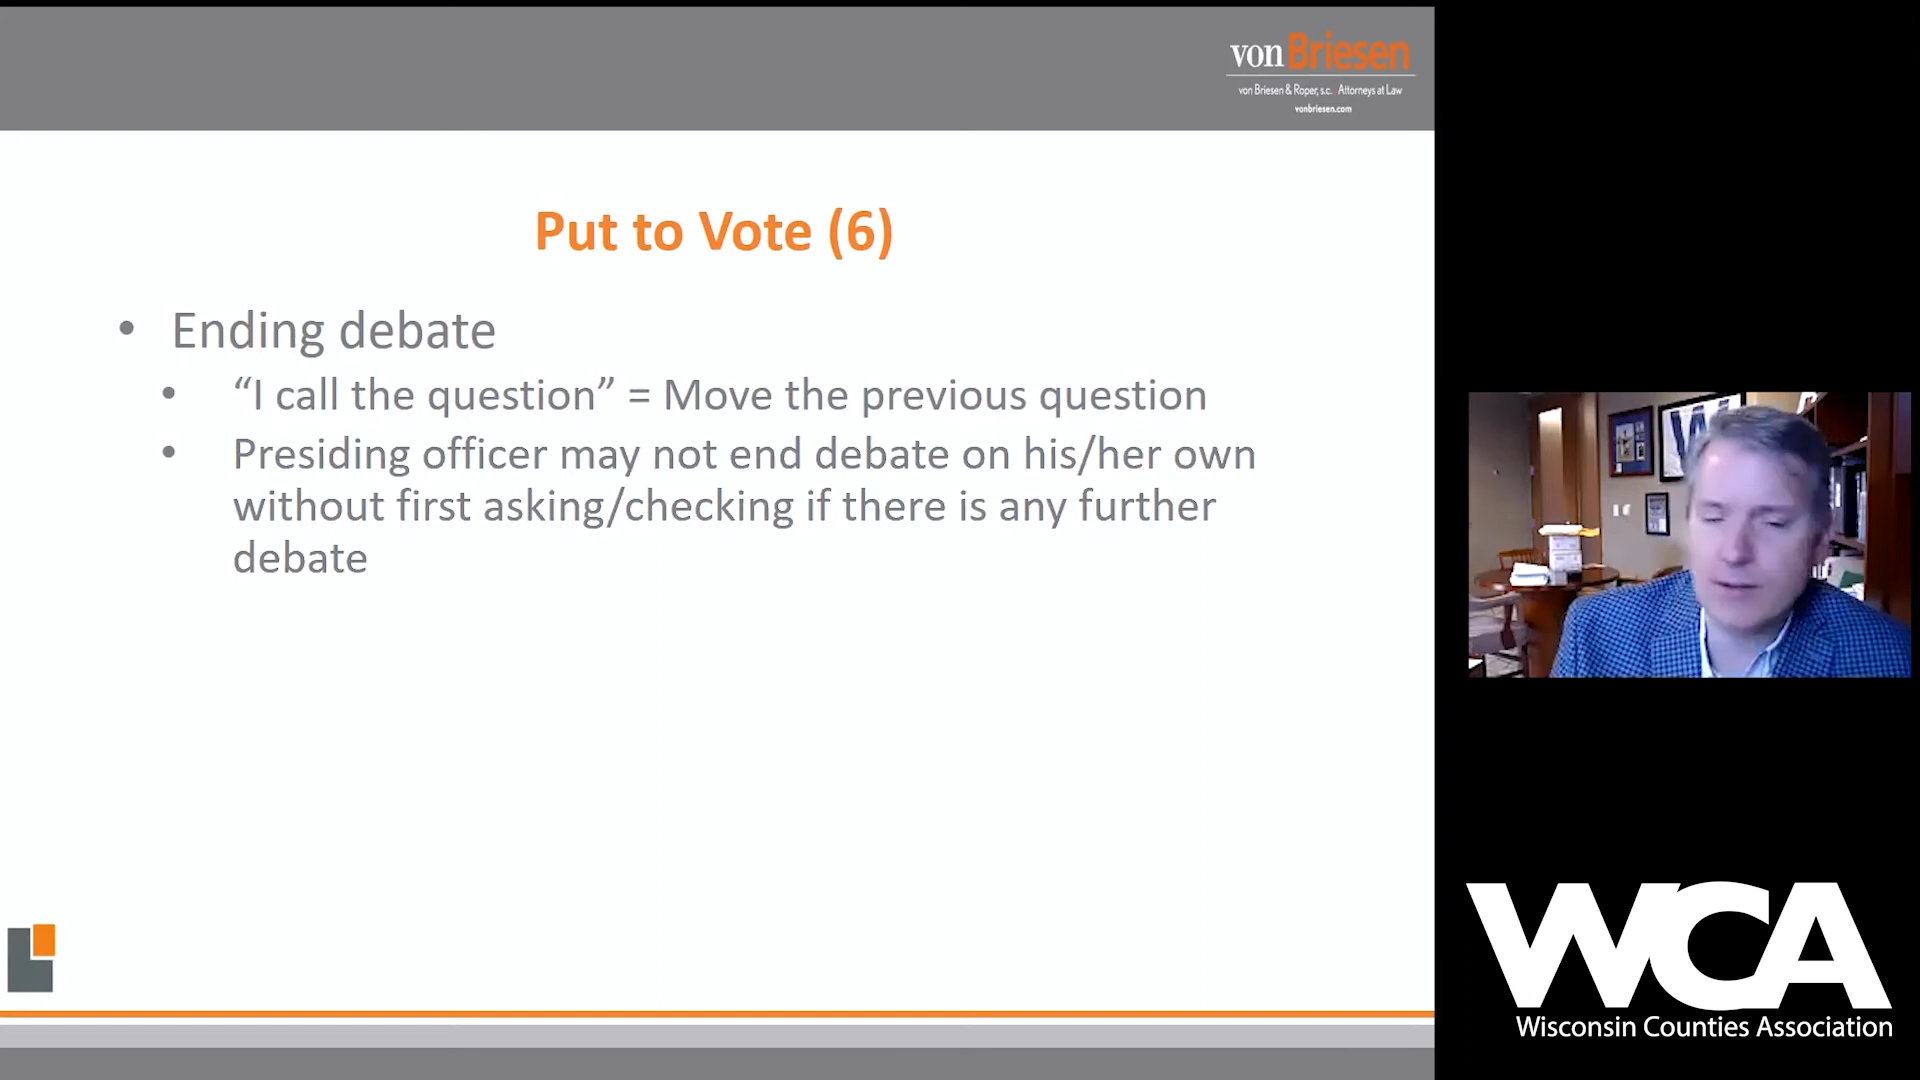 vonBriesen
von Briesen & Roper, s.c. | Attorneys at Law
vonbriesen.com
Put to Vote (6)
• Ending debate
• “I call the question” = Move the previous question
• Presiding officer may not end debate on his/her own
without first asking/checking if there is any further
debate
WCA
Wisconsin Counties Association